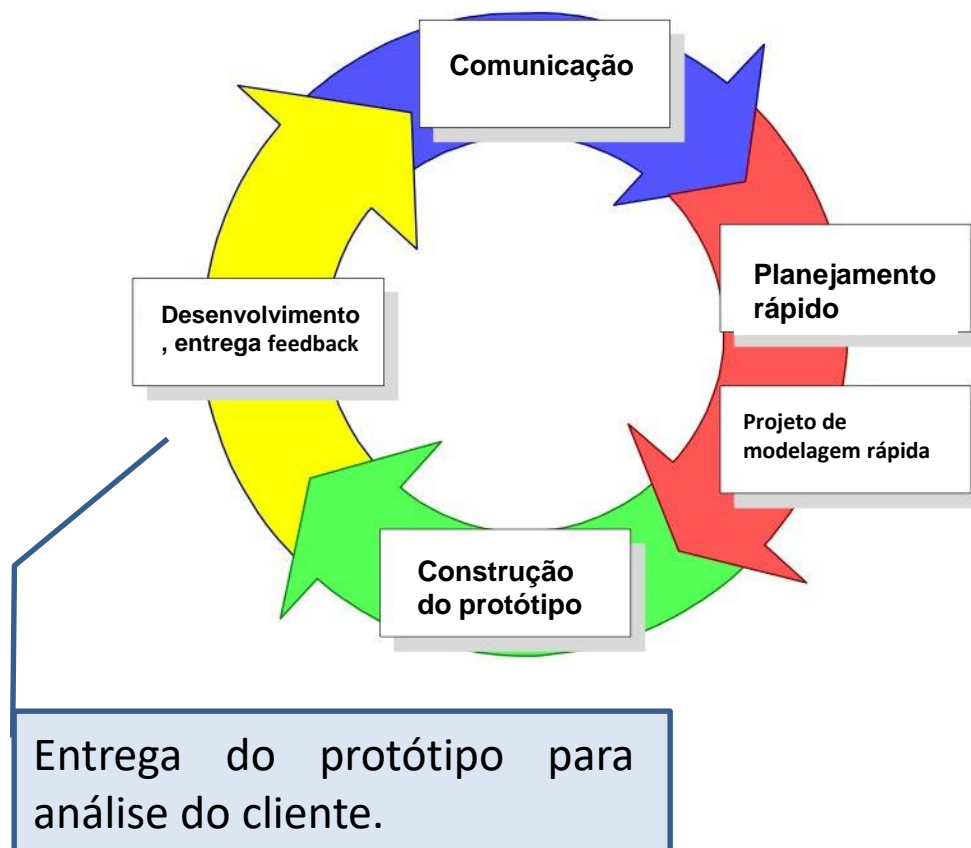 Comunicação
Planejamento
rápido
Projeto de
modelagem rápida
Construção
do protótipo
Desenvolvimento
, entrega feedback
Entrega do protótipo para
análise do cliente.